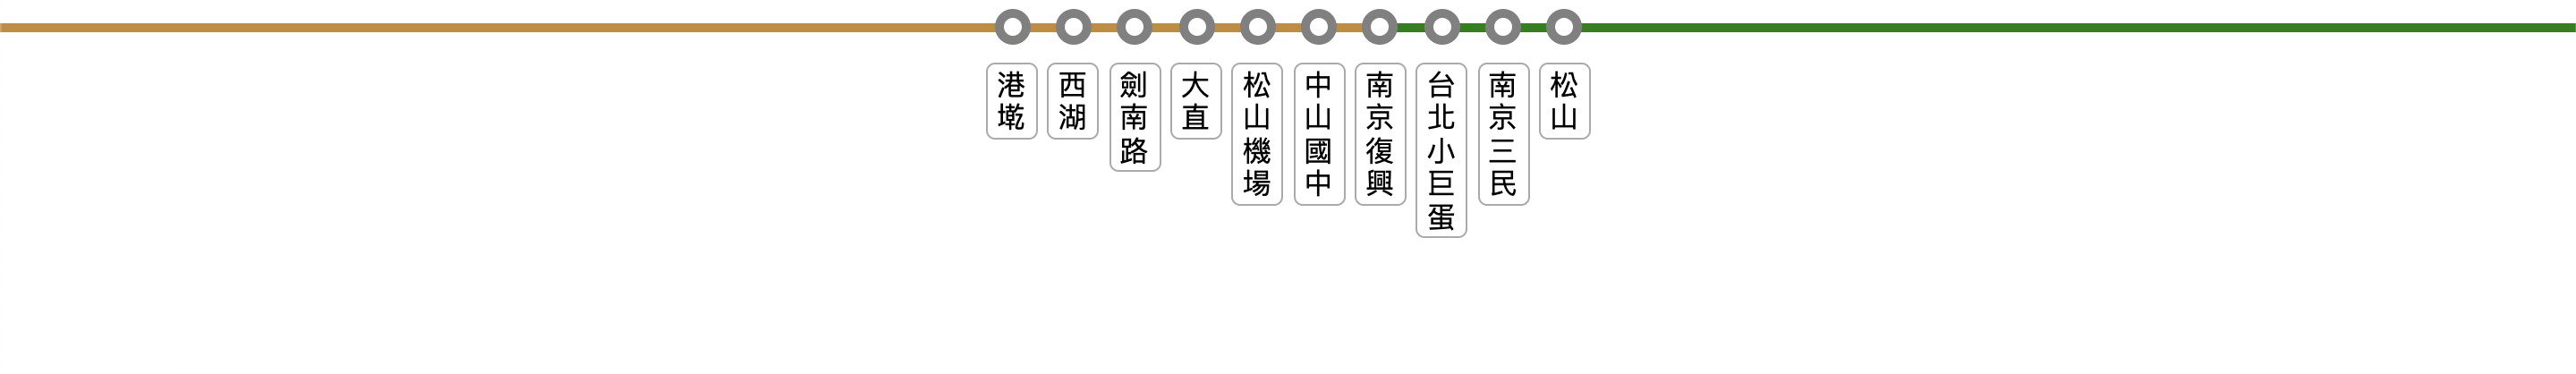 港墘
西湖
劍南路
大直
松山機場
中山國中
南京復興
台北小巨蛋
南京三民
松山